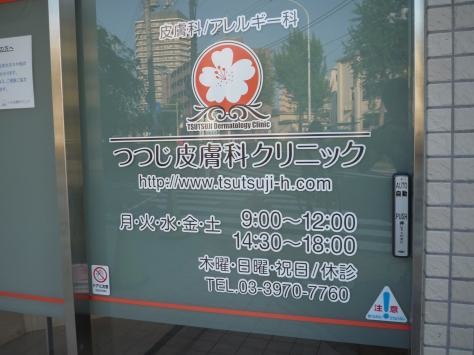 皮膚科/アレルギー科
TSUTSUJI Dermatology Clinic
つつじ皮膚科クリニック
http://www.tsutsuji-h.com
月・火・水・金・土 9:00〜12:00
14:30〜18:00
木曜・日曜・祝日/休診
TEL.03-3970-7760
AUTO
自動
PUSH
注意